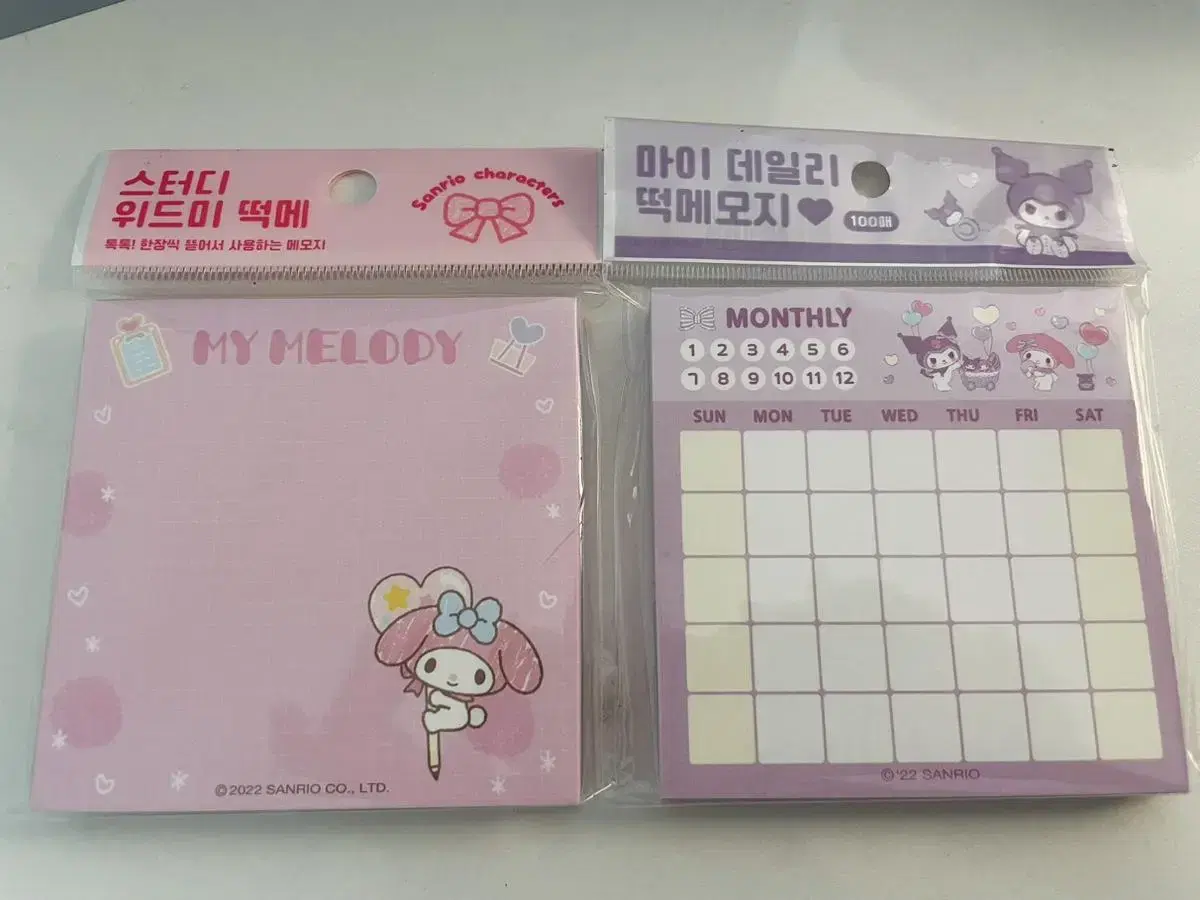 스터디
위드미 떡메
톡톡! 한장씩 뜯어서 사용하는 메모지
Sanrio characters
MY MELODY
©2022 SANRIO CO., LTD.
마이 데일리
떡메모지
100매
MONTHLY
1 2 3 4 5 6
7 8 9 10 11 12
SUN MON TUE WED THU FRI SAT
©'22 SANRIO